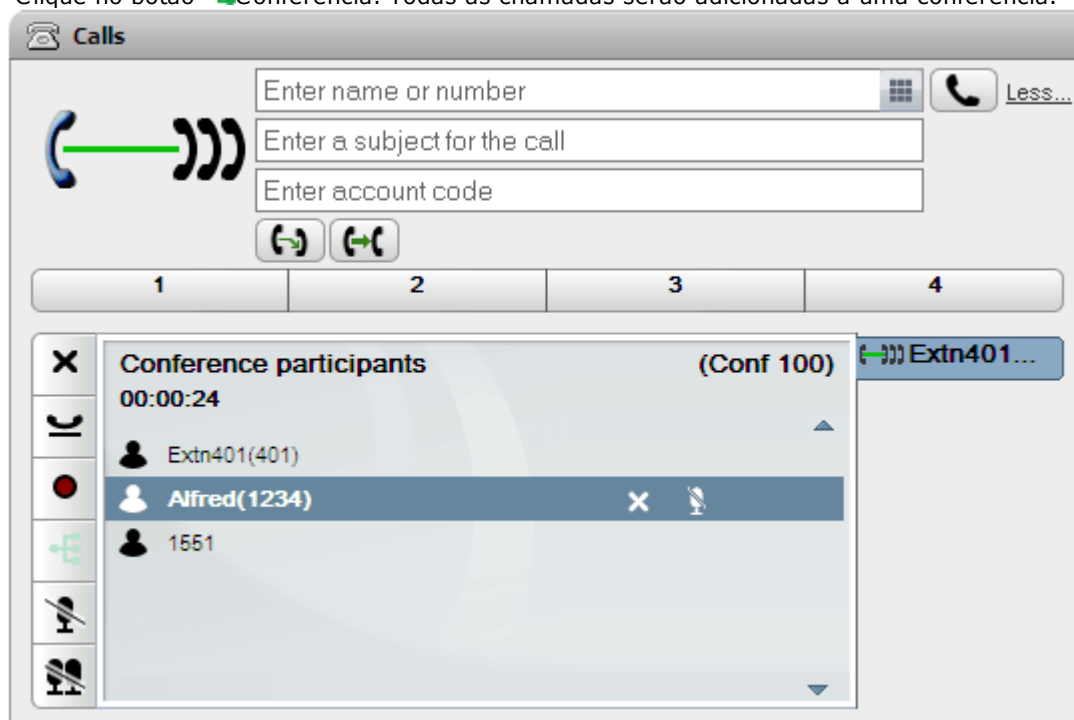 Clique no botão Conferência. Todas as chamadas serão adicionadas a uma conferência.
Calls
Enter name or number
Less...
Enter a subject for the call
Enter account code
1 2 3 4
Conference participants (Conf 100)
Extn401...
00:00:24
Extn401(401)
Alfred(1234)
1551